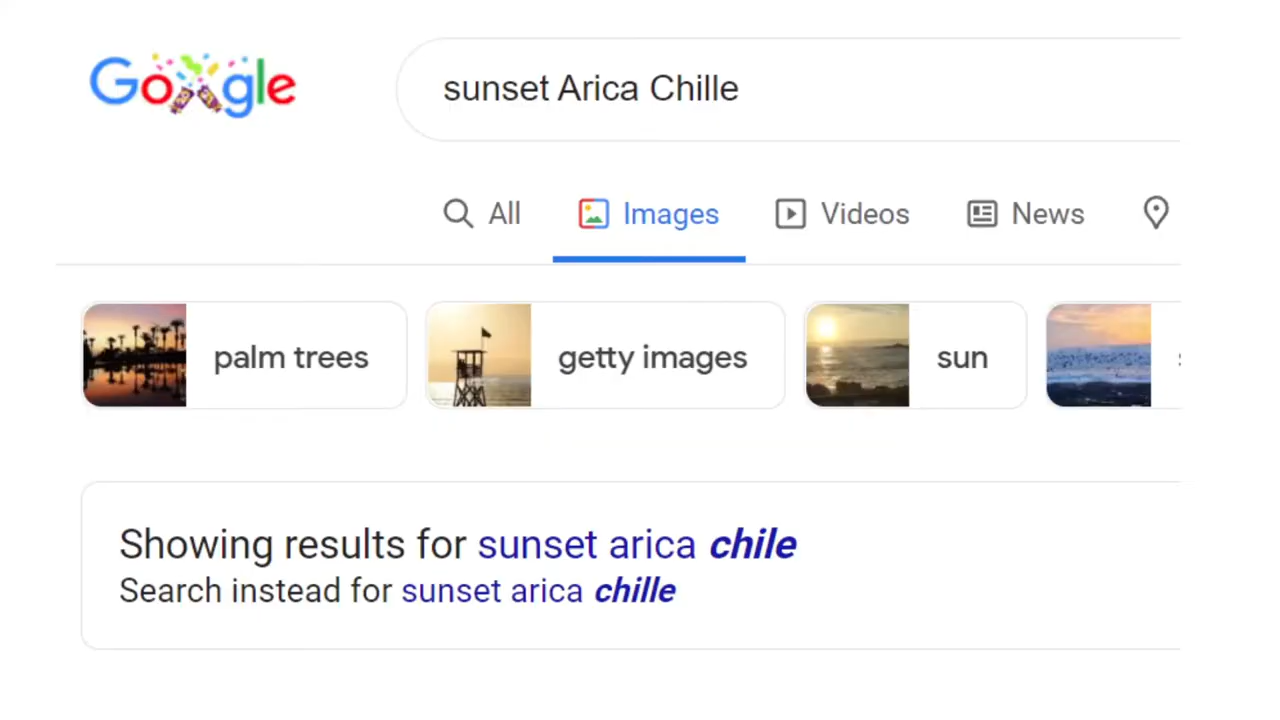 Google
sunset Arica Chille
All Images Videos News
palm trees getty images sun
Showing results for sunset arica chile
Search instead for sunset arica chille